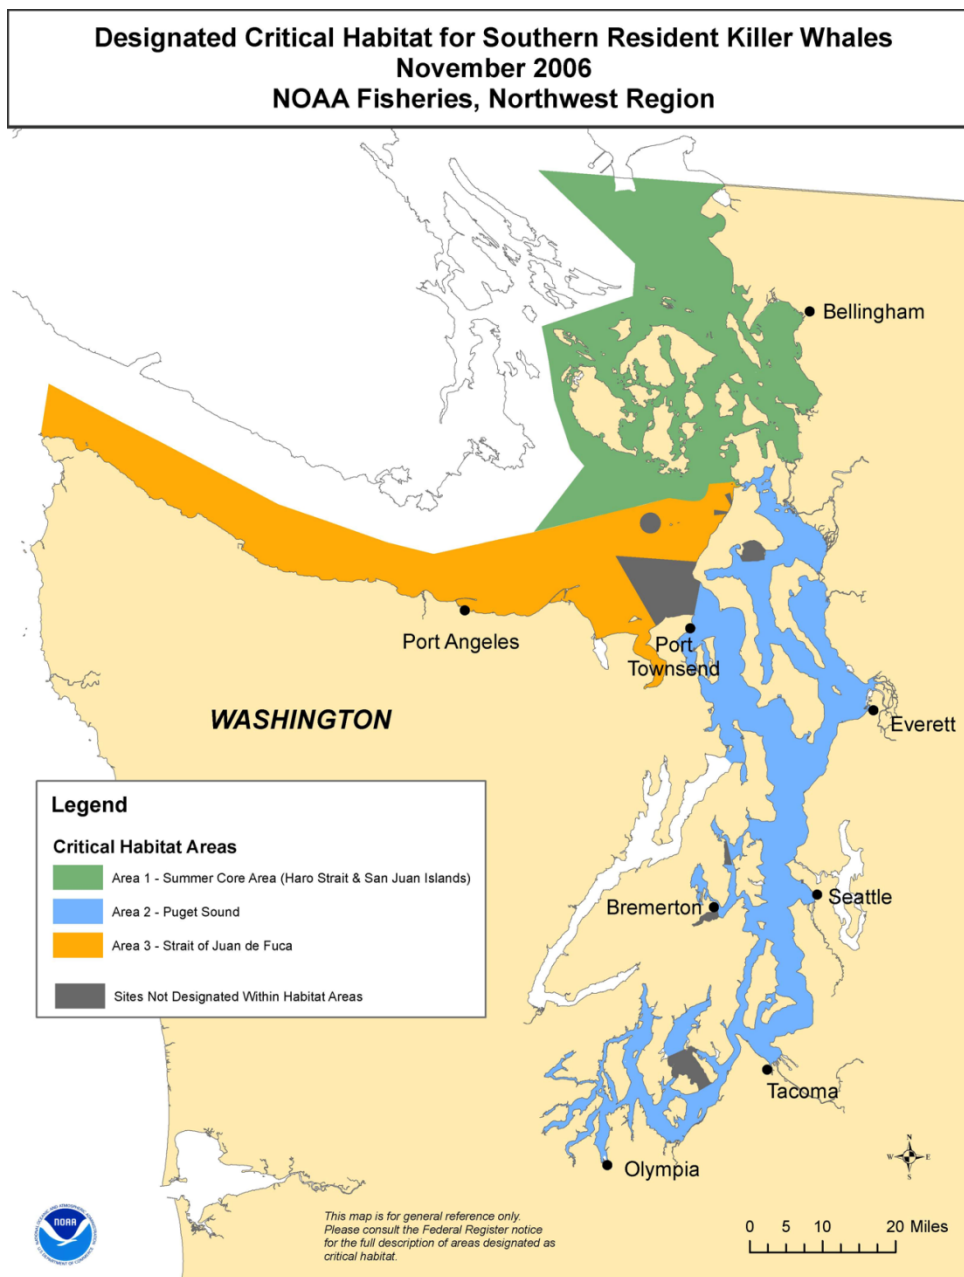 Designated Critical Habitat for Southern Resident Killer Whales
November 2006
NOAA Fisheries, Northwest Region
Bellingham
Port Angeles
Port
Townsend
WASHINGTON
Everett
Legend
Critical Habitat Areas
Area 1 - Summer Core Area (Haro Strait & San Juan Islands)
Area 2 - Puget Sound
Area 3 - Strait of Juan de Fuca
Sites Not Designated Within Habitat Areas
Bremerton
Seattle
Tacoma
Olympia
N
W
E
S
NOAA
This map is for general reference only.
Please consult the Federal Register notice
for the full description of areas designated as
critical habitat.
0 5 10 20 Miles